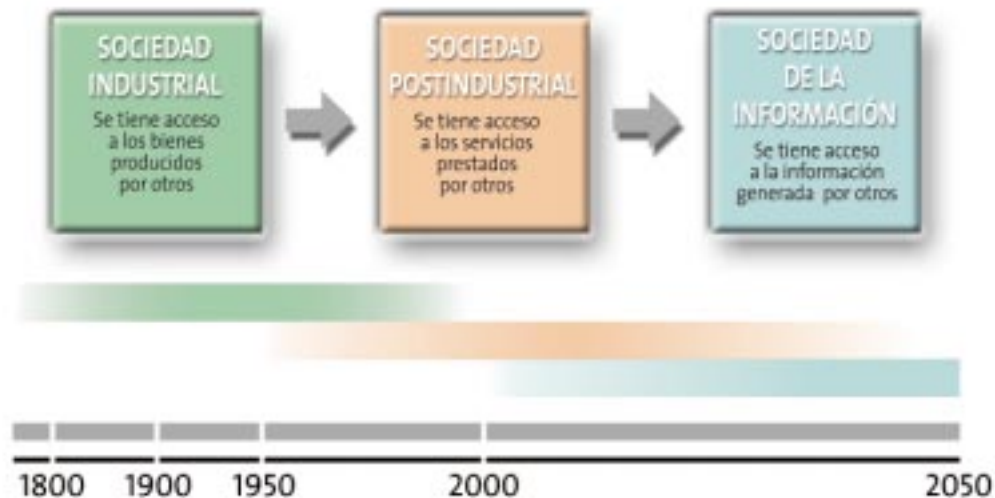 SOCIEDAD
INDUSTRIAL
Se tiene acceso
a los bienes
producidos
por otros
SOCIEDAD
POSTINDUSTRIAL
Se tiene acceso
a los servicios
prestados
por otros
SOCIEDAD
DE LA
INFORMACIÓN
Se tiene acceso
a la información
generada por otros
1800 1900 1950 2000 2050